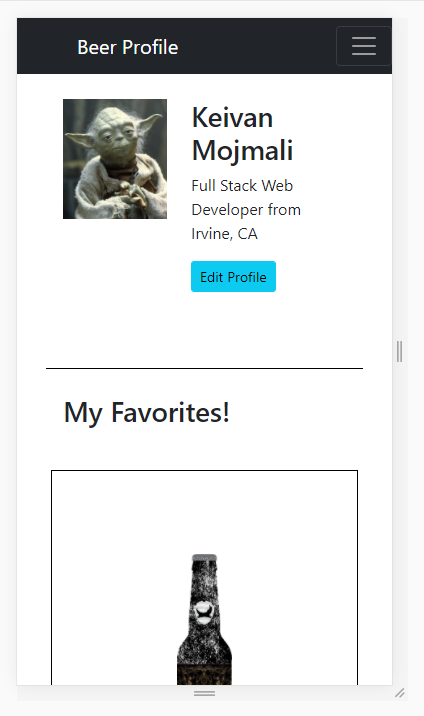 Beer Profile
Keivan
Mojmali
Full Stack Web
Developer from
Irvine, CA
Edit Profile
My Favorites!